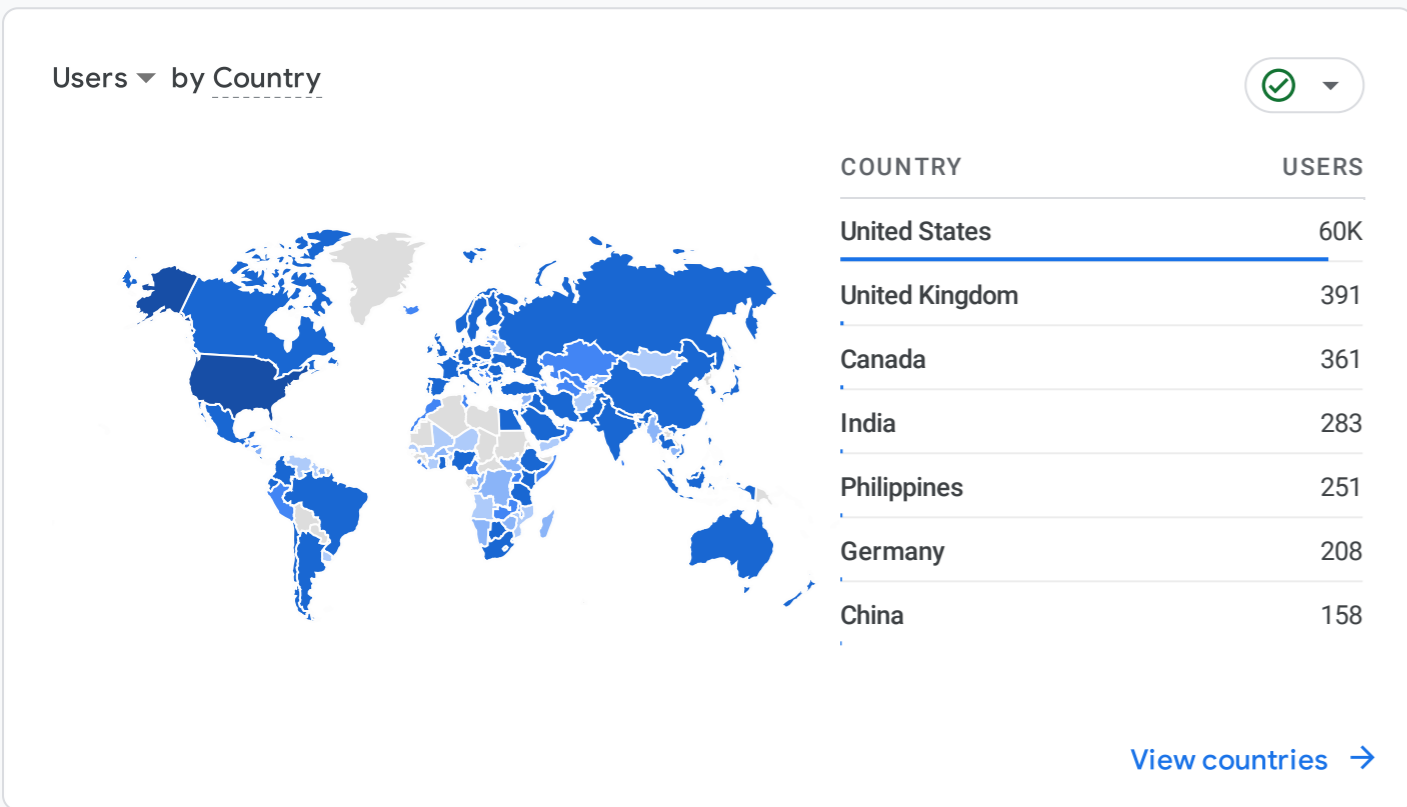 Users by Country
COUNTRY USERS
United States 60K
United Kingdom 391
Canada 361
India 283
Philippines 251
Germany 208
China 158
View countries